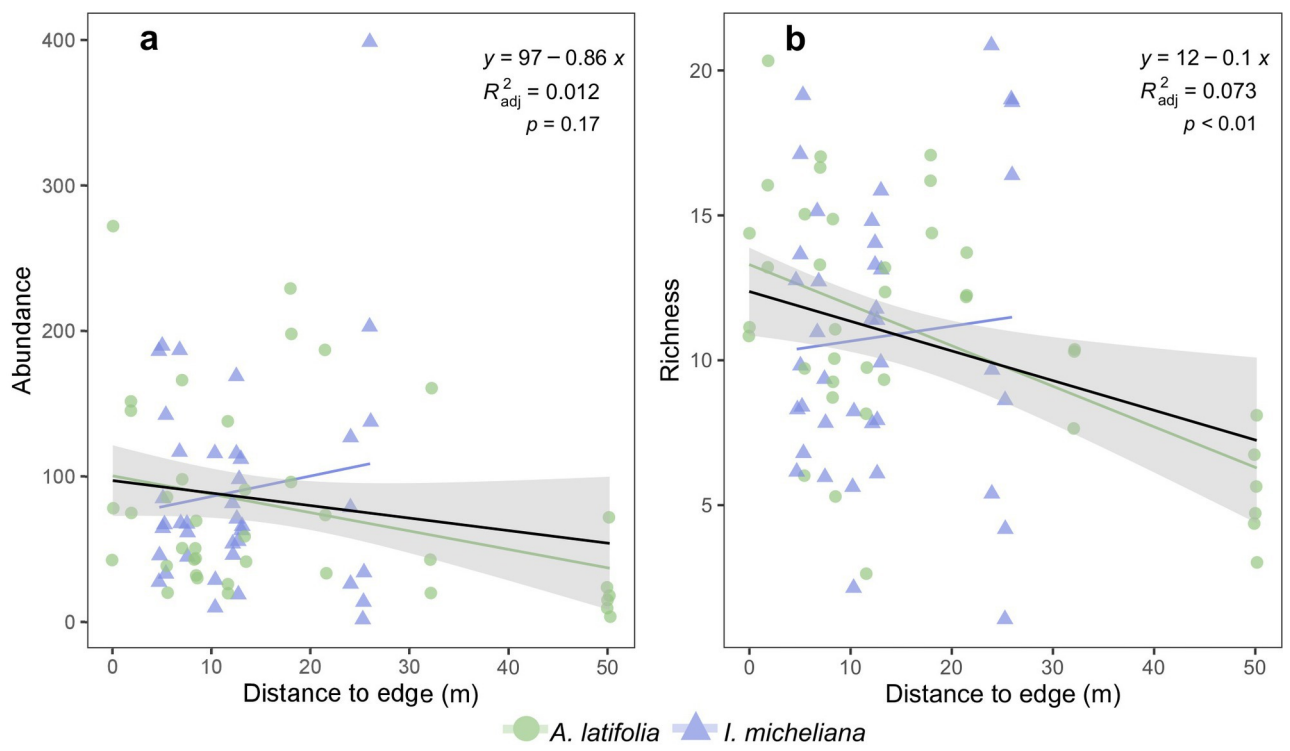 a
y = 97 − 0.86 x
R²adj = 0.012
p = 0.17
400
300
200
100
0
Abundance
0 10 20 30 40 50
Distance to edge (m)
b
y = 12 − 0.1 x
R²adj = 0.073
p < 0.01
20
15
10
5
Richness
0 10 20 30 40 50
Distance to edge (m)
A. latifolia I. micheliana